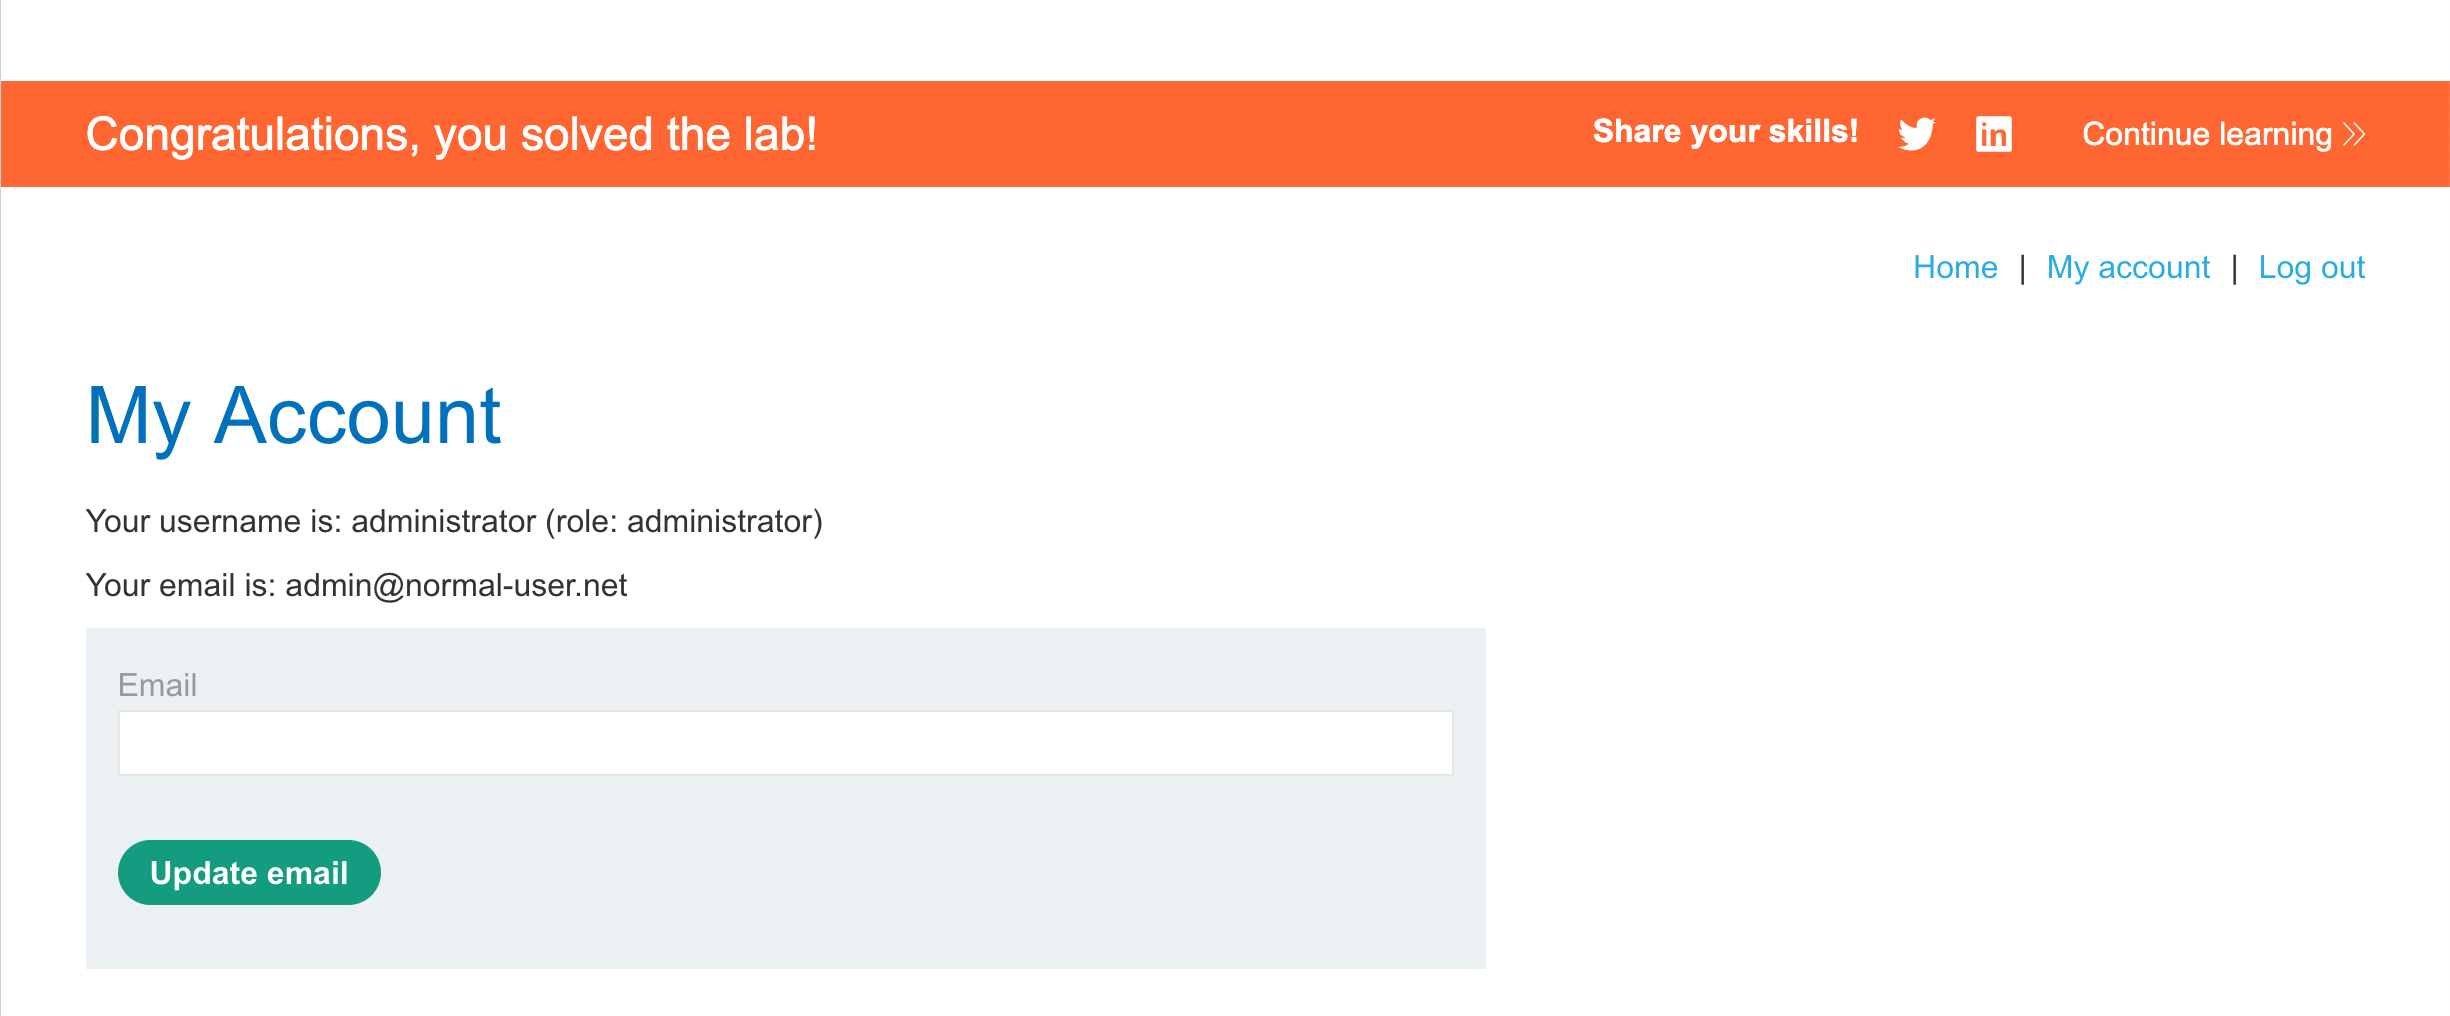 Congratulations, you solved the lab!
Share your skills!
Continue learning
Home | My account | Log out
My Account
Your username is: administrator (role: administrator)
Your email is: admin@normal-user.net
Email
Update email